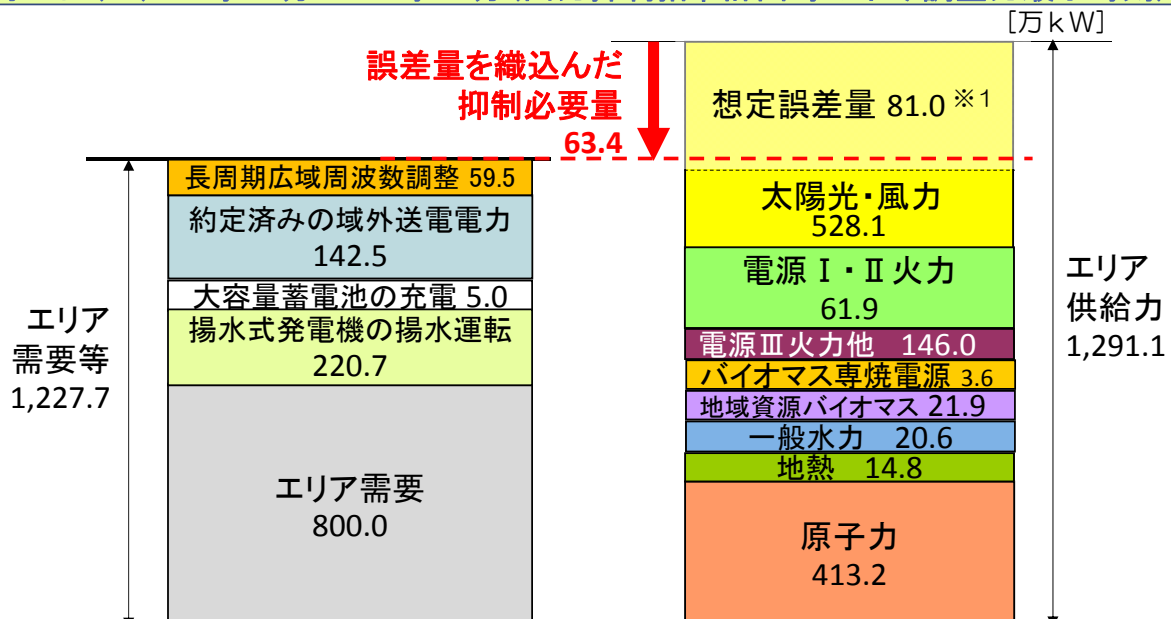 [万kW]
誤差量を織込んだ
抑制必要量
63.4
長周期広域周波数調整 59.5
約定済みの域外送電電力
142.5
大容量蓄電池の充電 5.0
揚水式発電機の揚水運転
220.7
エリア需要
800.0
エリア
需要等
1,227.7
想定誤差量 81.0 ※1
太陽光・風力
528.1
電源Ⅰ・Ⅱ火力
61.9
電源Ⅲ火力他 146.0
バイオマス専焼電源 3.6
地域資源バイオマス 21.9
一般水力 20.6
地熱 14.8
原子力
413.2
エリア
供給力
1,291.1